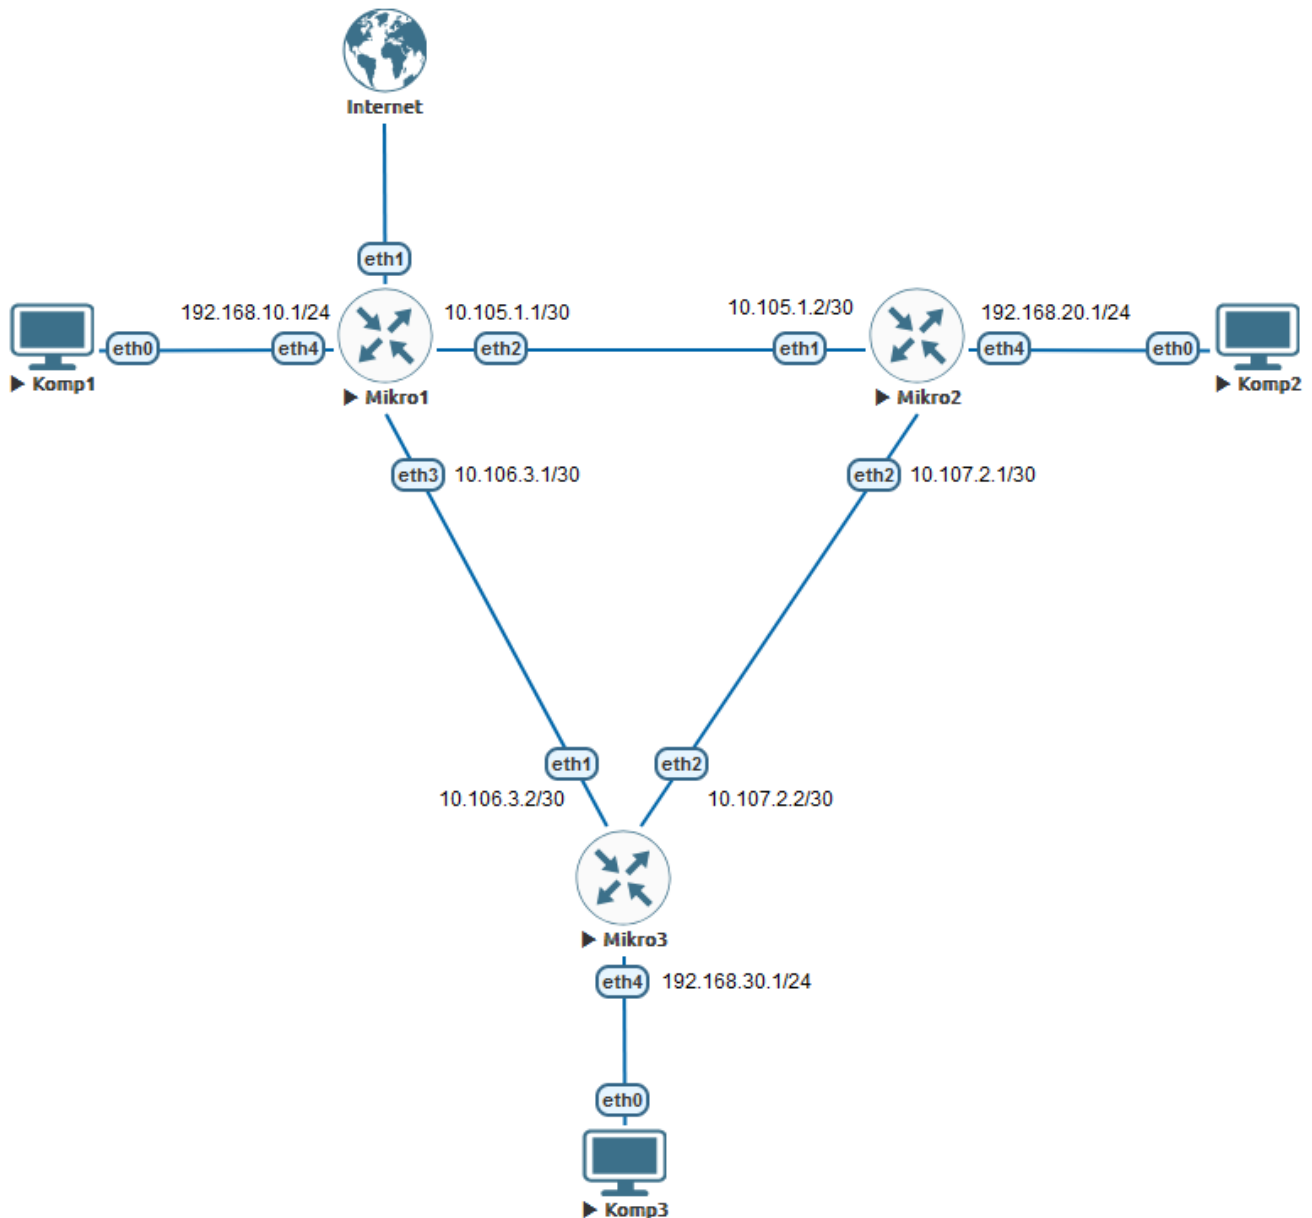 Internet
eth1
192.168.10.1/24
10.105.1.1/30
10.105.1.2/30
192.168.20.1/24
eth0
eth4
eth2
eth1
eth4
eth0
▶ Komp1
▶ Mikro1
▶ Mikro2
▶ Komp2
eth3
10.106.3.1/30
eth2
10.107.2.1/30
eth1
eth2
10.106.3.2/30
10.107.2.2/30
▶ Mikro3
eth4
192.168.30.1/24
eth0
▶ Komp3